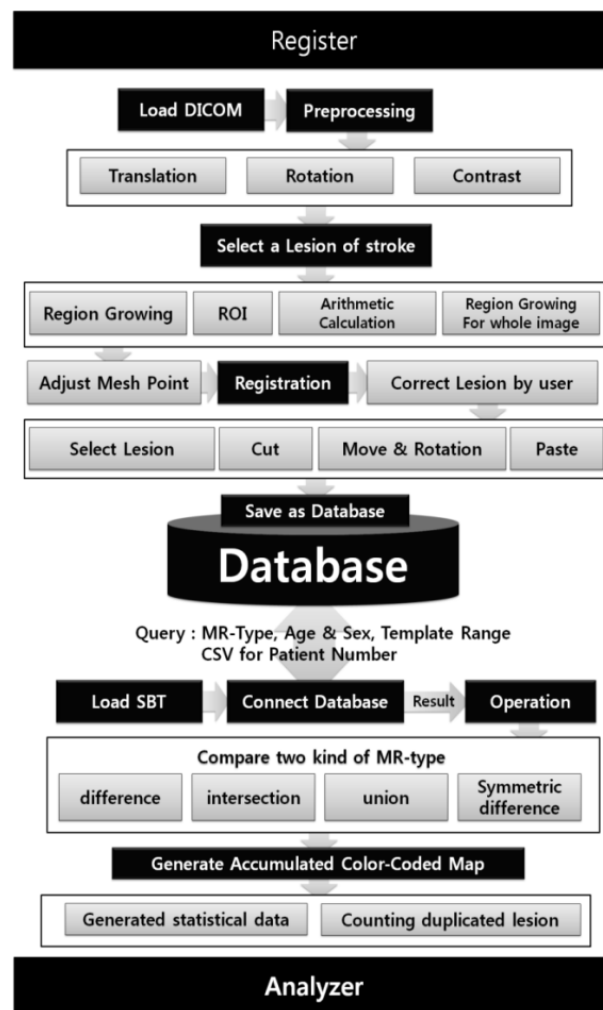 Register
Load DICOM
Preprocessing
Translation
Rotation
Contrast
Select a Lesion of stroke
Region Growing
ROI
Arithmetic
Calculation
Region Growing
For whole image
Adjust Mesh Point
Registration
Correct Lesion by user
Select Lesion
Cut
Move & Rotation
Paste
Save as Database
Database
Query : MR-Type, Age & Sex, Template Range
CSV for Patient Number
Load SBT
Connect Database
Result
Operation
Compare two kind of MR-type
difference
intersection
union
Symmetric
difference
Generate Accumulated Color-Coded Map
Generated statistical data
Counting duplicated lesion
Analyzer